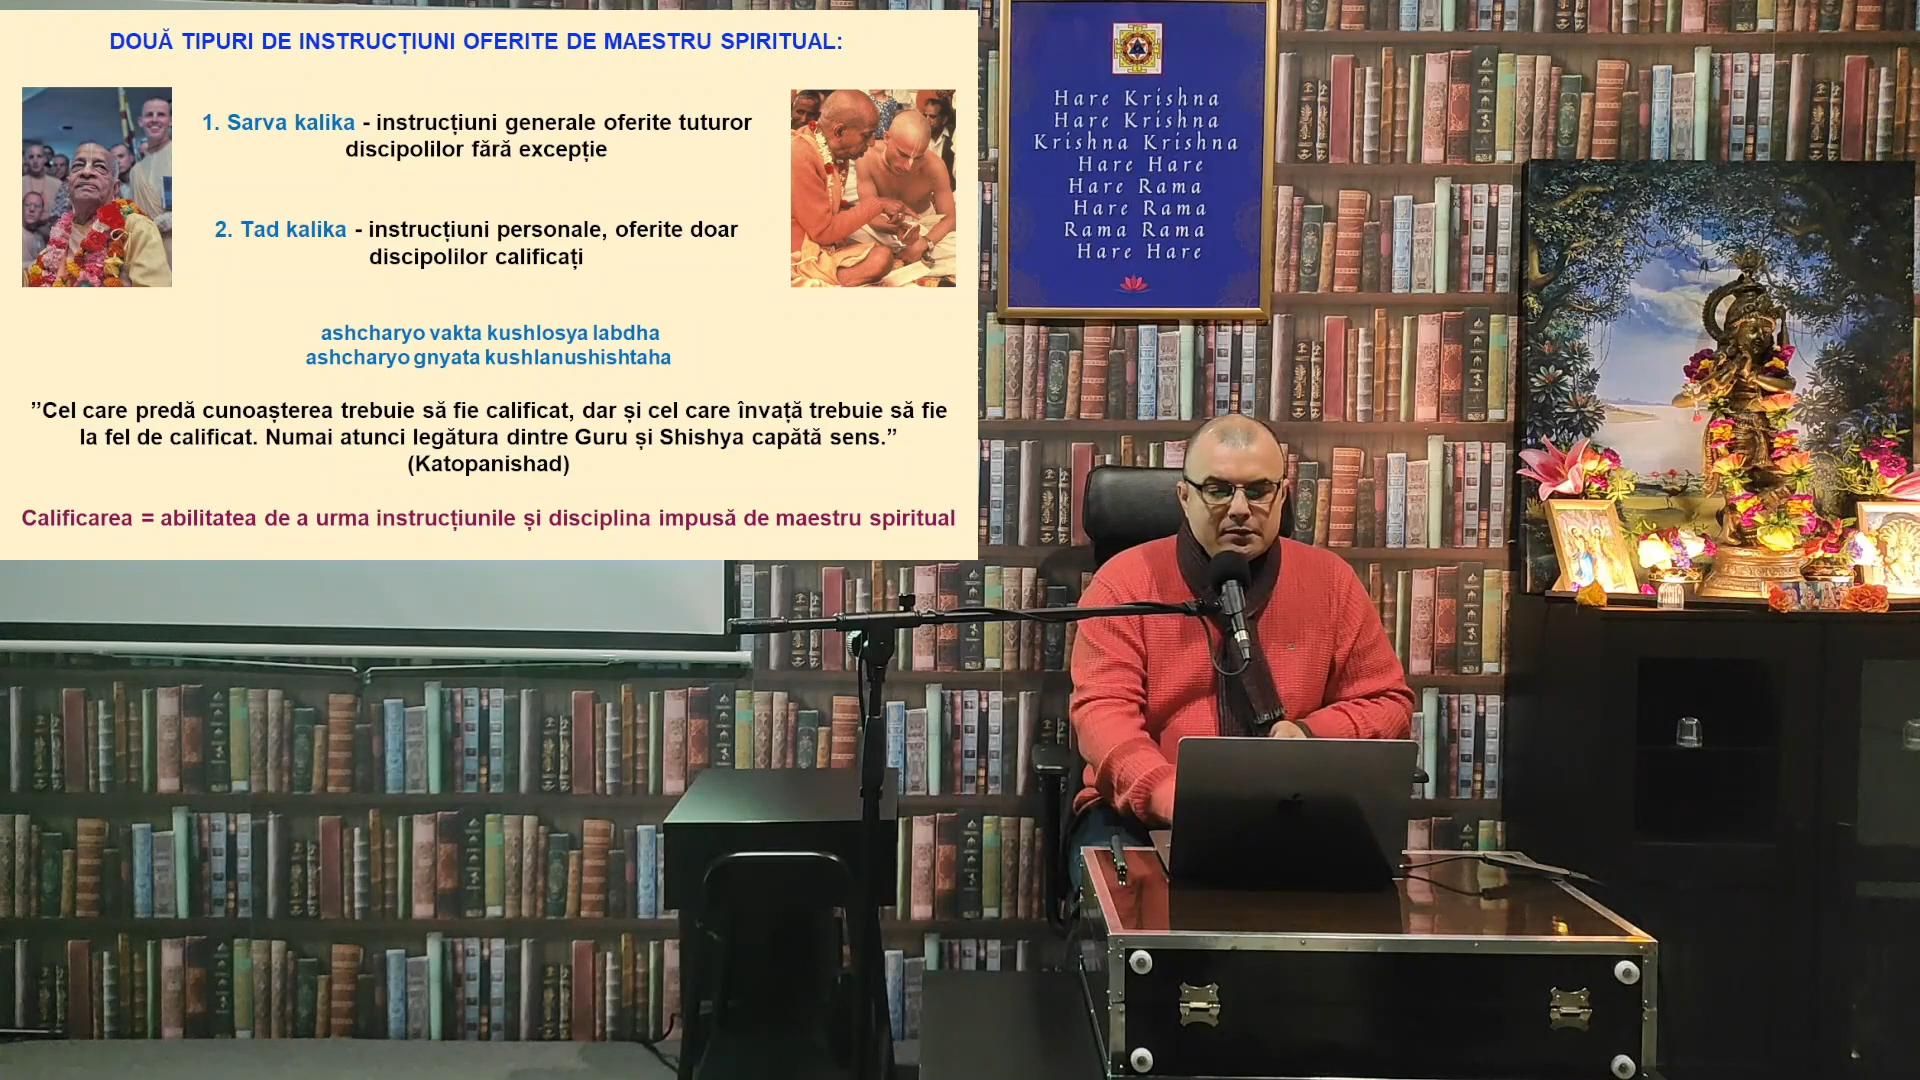 DOUĂ TIPURI DE INSTRUCȚIUNI OFERITE DE MAESTRU SPIRITUAL:
1. Sarva kalika - instrucțiuni generale oferite tuturor
discipolilor fără excepție
2. Tad kalika - instrucțiuni personale, oferite doar
discipolilor calificați
ashcharyo vakta kushlosya labdha
ashcharyo gnyata kushlanushishtaha
”Cel care predă cunoașterea trebuie să fie calificat, dar și cel care învață trebuie să fie
la fel de calificat. Numai atunci legătura dintre Guru și Shishya capătă sens.”
(Katopanishad)
Calificarea = abilitatea de a urma instrucțiunile și disciplina impusă de maestru spiritual
Hare Krishna
Hare Krishna
Krishna Krishna
Hare Hare
Hare Rama
Hare Rama
Rama Rama
Hare Hare